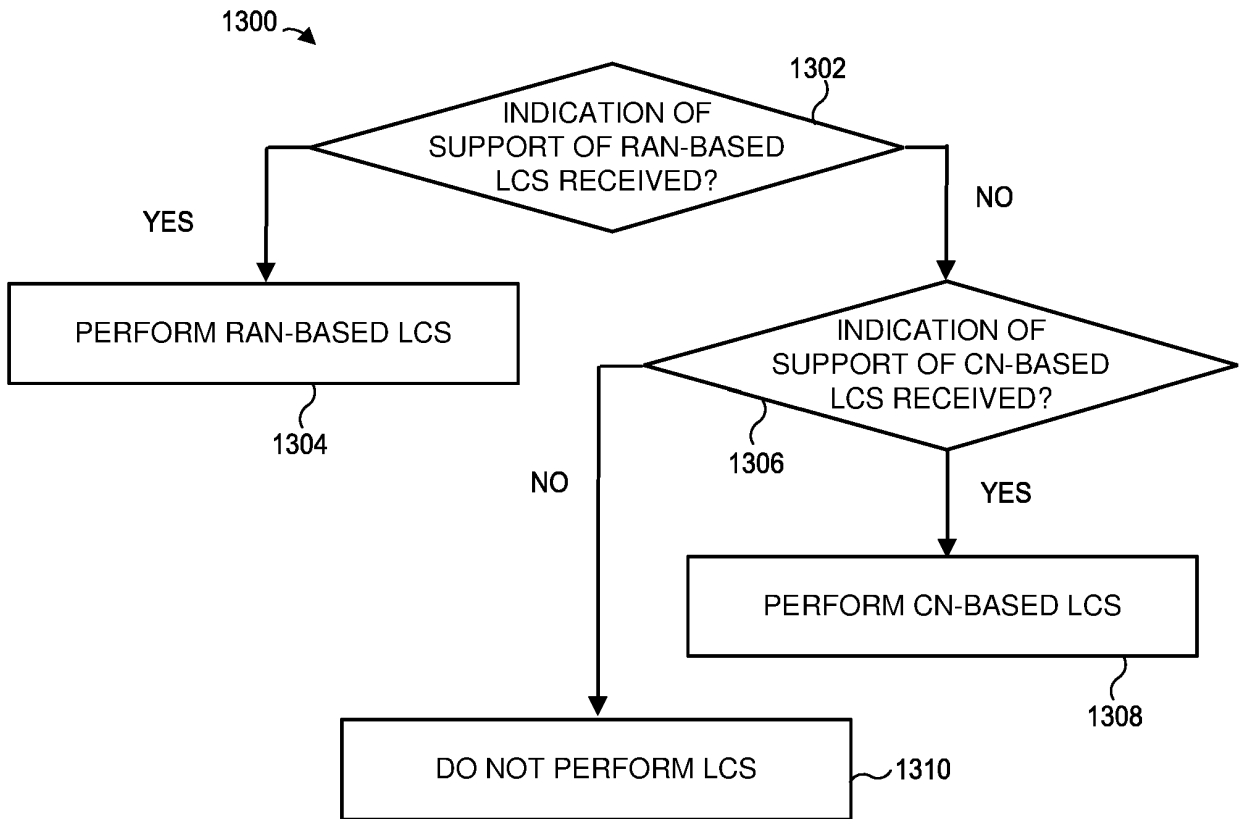 1300
1302
INDICATION OF
SUPPORT OF RAN-BASED
LCS RECEIVED?
YES
NO
PERFORM RAN-BASED LCS
1304
INDICATION OF
SUPPORT OF CN-BASED
LCS RECEIVED?
1306
NO
YES
PERFORM CN-BASED LCS
1308
DO NOT PERFORM LCS
1310